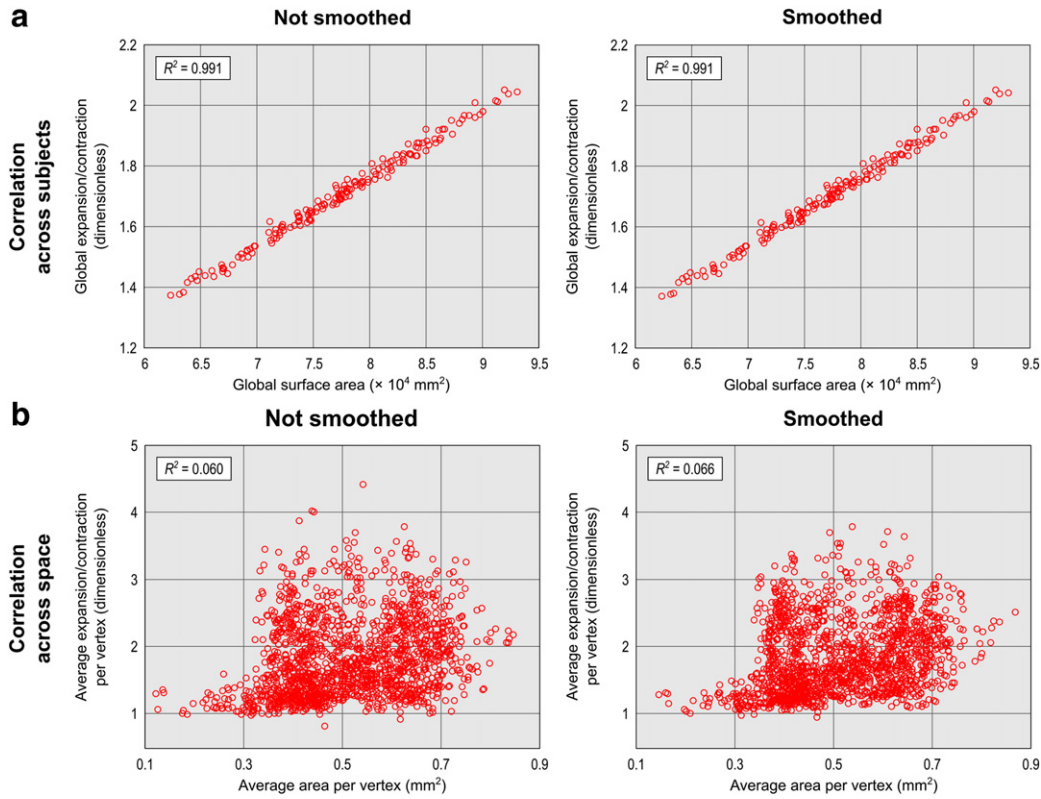 a
Not smoothed
Smoothed
Correlation
across subjects
Global expansion/contraction
(dimensionless)
2.2
2
1.8
1.6
1.4
1.2
R² = 0.991
6
6.5
7
7.5
8
8.5
9
9.5
Global surface area (× 10⁴ mm²)
Global expansion/contraction
(dimensionless)
2.2
2
1.8
1.6
1.4
1.2
R² = 0.991
6
6.5
7
7.5
8
8.5
9
9.5
Global surface area (× 10⁴ mm²)
b
Not smoothed
Smoothed
Correlation
across space
Average expansion/contraction
per vertex (dimensionless)
5
4
3
2
1
R² = 0.060
0.1
0.3
0.5
0.7
0.9
Average area per vertex (mm²)
Average expansion/contraction
per vertex (dimensionless)
5
4
3
2
1
R² = 0.066
0.1
0.3
0.5
0.7
0.9
Average area per vertex (mm²)